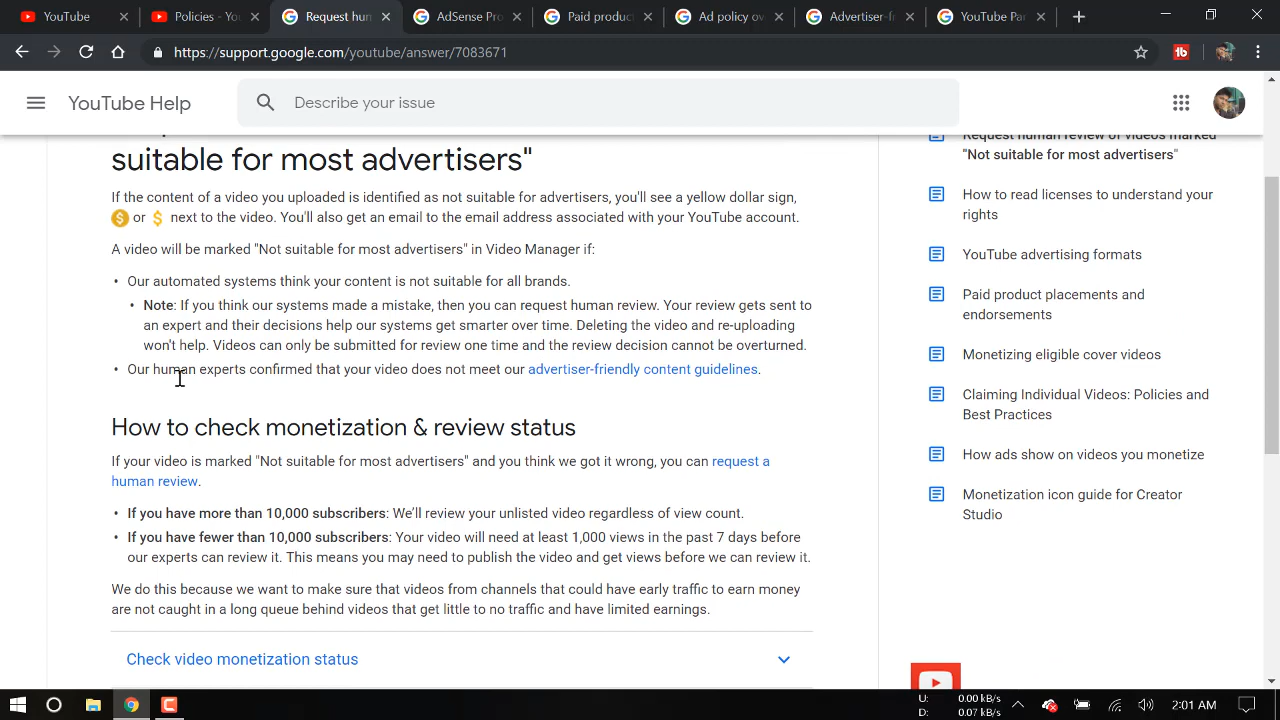 YouTube
Policies - Yo
Request hum
AdSense Pro
Paid produc
Ad policy ov
Advertiser-f
YouTube Par
https://support.google.com/youtube/answer/7083671
YouTube Help
Describe your issue
suitable for most advertisers"
If the content of a video you uploaded is identified as not suitable for advertisers, you'll see a yellow dollar sign,
or next to the video. You'll also get an email to the email address associated with your YouTube account.
A video will be marked "Not suitable for most advertisers" in Video Manager if:
• Our automated systems think your content is not suitable for all brands.
• Note: If you think our systems made a mistake, then you can request human review. Your review gets sent to
an expert and their decisions help our systems get smarter over time. Deleting the video and re-uploading
won't help. Videos can only be submitted for review one time and the review decision cannot be overturned.
• Our human experts confirmed that your video does not meet our advertiser-friendly content guidelines.
How to check monetization & review status
If your video is marked "Not suitable for most advertisers" and you think we got it wrong, you can request a
human review.
• If you have more than 10,000 subscribers: We'll review your unlisted video regardless of view count.
• If you have fewer than 10,000 subscribers: Your video will need at least 1,000 views in the past 7 days before
our experts can review it. This means you may need to publish the video and get views before we can review it.
We do this because we want to make sure that videos from channels that could have early traffic to earn money
are not caught in a long queue behind videos that get little to no traffic and have limited earnings.
Check video monetization status
Request human review of videos marked
"Not suitable for most advertisers"
How to read licenses to understand your
rights
YouTube advertising formats
Paid product placements and
endorsements
Monetizing eligible cover videos
Claiming Individual Videos: Policies and
Best Practices
How ads show on videos you monetize
Monetization icon guide for Creator
Studio
U: 0.00 kB/s
D: 0.07 kB/s
2:01 AM